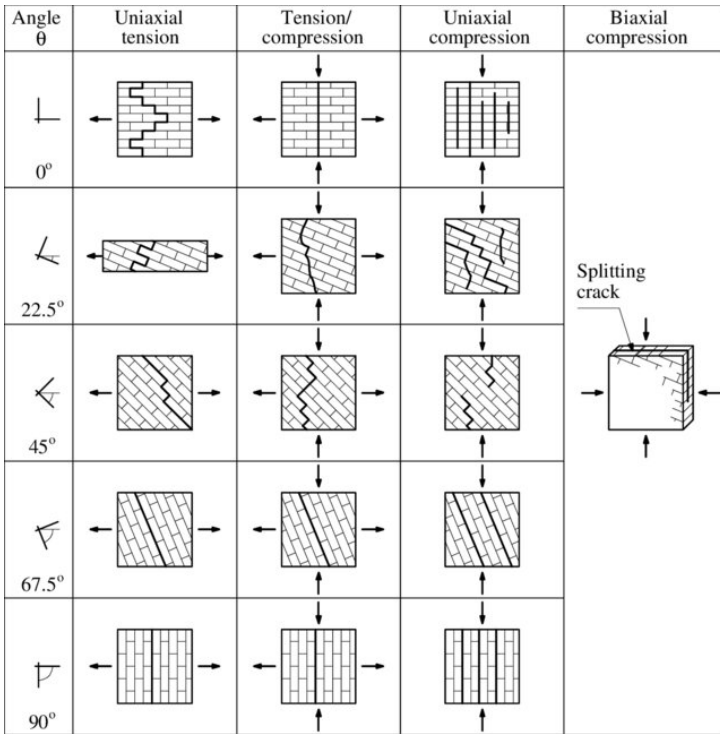 Angle
θ
Uniaxial
tension
Tension/
compression
Uniaxial
compression
Biaxial
compression
0°
22.5°
Splitting
crack
45°
67.5°
90°